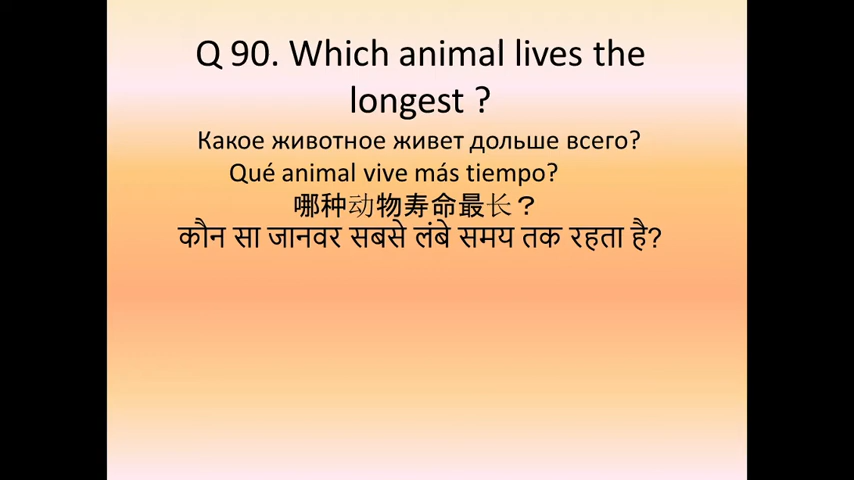 Q 90. Which animal lives the
longest ?
Какое животное живет дольше всего?
Qué animal vive más tiempo?
哪种动物寿命最长？
कौन सा जानवर सबसे लंबे समय तक रहता है?